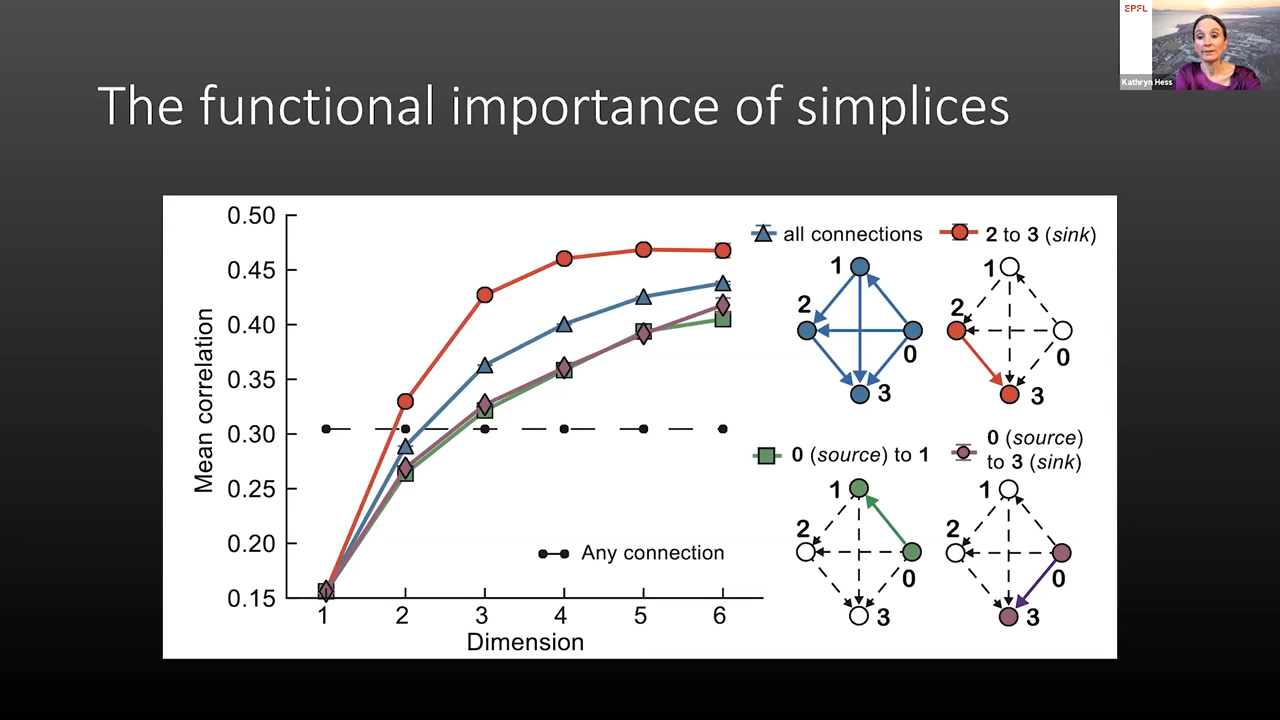 EPFL
Kathryn Hess
The functional importance of simplices
0.50
0.45
0.40
0.35
0.30
0.25
0.20
0.15
Mean correlation
1 2 3 4 5 6
Dimension
Any connection
all connections
2 to 3 (sink)
1
2
0
3
1
2
0
3
0 (source) to 1
0 (source)
to 3 (sink)
1
2
0
3
1
2
0
3